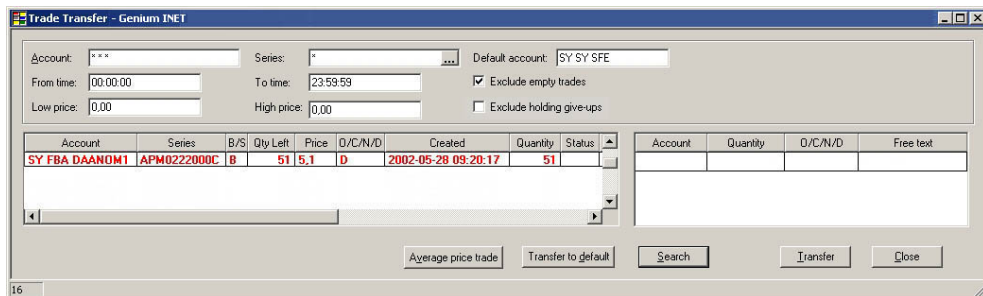 Trade Transfer - Genium INET
Account: * * * Series: * ... Default account: SY SY SFE
From time: 00:00:00 To time: 23:59:59 Exclude empty trades
Low price: 0,00 High price: 0,00 Exclude holding give-ups
Account Series B/S Qty Left Price O/C/N/D Created Quantity Status Account Quantity O/C/N/D Free text
SY FBA DAANOM1 APM0222000C B 51 5,1 D 2002-05-28 09:20:17 51
Average price trade Transfer to default Search Transfer Close
16